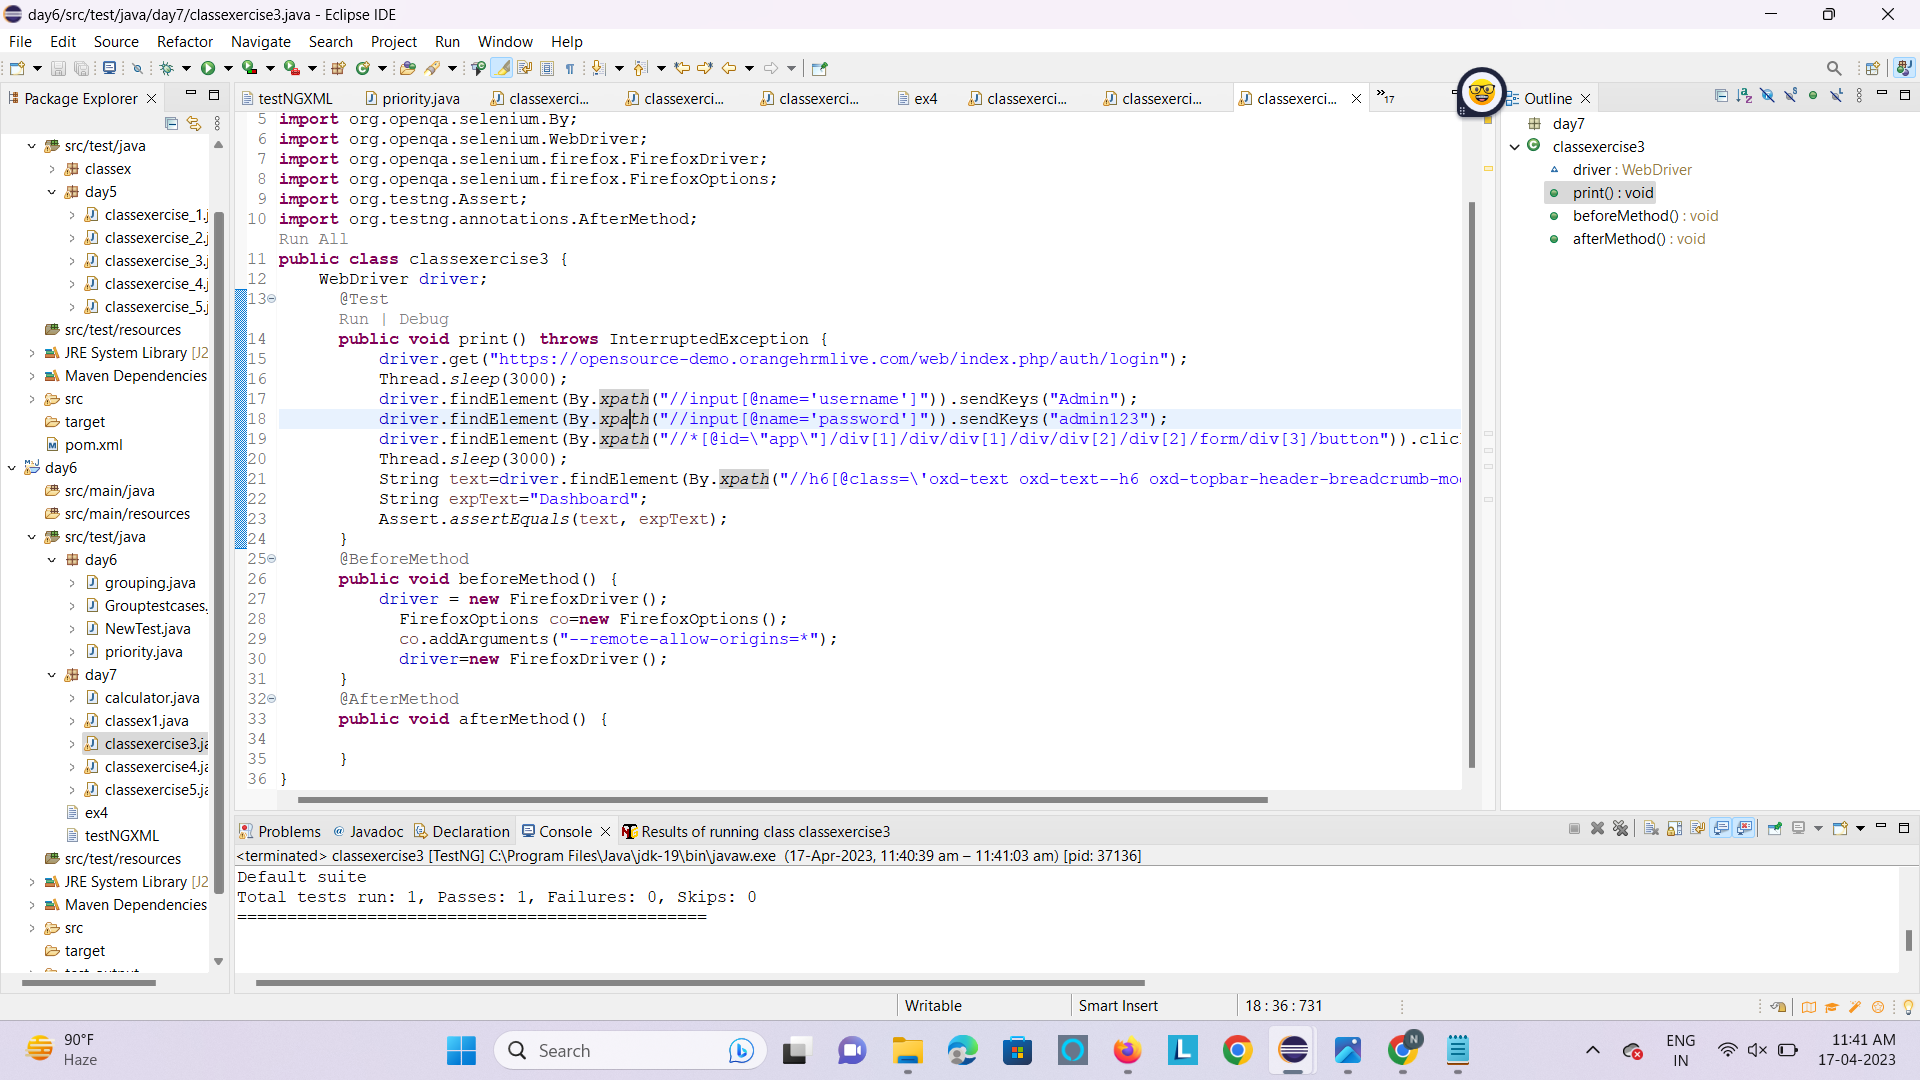 day6/src/test/java/day7/classexercise3.java - Eclipse IDE
File Edit Source Refactor Navigate Search Project Run Window Help
Package Explorer
testNGXML priority.java classexerci... classexerci... classexerci... ex4 classexerci... classexerci... classexerci... »17
Outline
src/test/java
classex
day5
classexercise_1.j
classexercise_2.j
classexercise_3.j
classexercise_4.j
classexercise_5.j
src/test/resources
JRE System Library [J2
Maven Dependencies
src
target
pom.xml
day6
src/main/java
src/main/resources
src/test/java
day6
grouping.java
Grouptestcases.
NewTest.java
priority.java
day7
calculator.java
classex1.java
classexercise3.ja
classexercise4.ja
classexercise5.ja
ex4
testNGXML
src/test/resources
JRE System Library [J2
Maven Dependencies
src
target
5 import org.openqa.selenium.By;
6 import org.openqa.selenium.WebDriver;
7 import org.openqa.selenium.firefox.FirefoxDriver;
8 import org.openqa.selenium.firefox.FirefoxOptions;
9 import org.testng.Assert;
10 import org.testng.annotations.AfterMethod;
Run All
11 public class classexercise3 {
12 WebDriver driver;
13 @Test
Run | Debug
14 public void print() throws InterruptedException {
15 driver.get("https://opensource-demo.orangehrmlive.com/web/index.php/auth/login");
16 Thread.sleep(3000);
17 driver.findElement(By.xpath("//input[@name='username']")).sendKeys("Admin");
18 driver.findElement(By.xpath("//input[@name='password']")).sendKeys("admin123");
19 driver.findElement(By.xpath("//*[@id=\"app\"]/div[1]/div/div[1]/div/div[2]/div[2]/form/div[3]/button")).clic
20 Thread.sleep(3000);
21 String text=driver.findElement(By.xpath("//h6[@class=\'oxd-text oxd-text--h6 oxd-topbar-header-breadcrumb-mo
22 String expText="Dashboard";
23 Assert.assertEquals(text, expText);
24 }
25 @BeforeMethod
26 public void beforeMethod() {
27 driver = new FirefoxDriver();
28 FirefoxOptions co=new FirefoxOptions();
29 co.addArguments("--remote-allow-origins=*");
30 driver=new FirefoxDriver();
31 }
32 @AfterMethod
33 public void afterMethod() {
34
35 }
36 }
day7
classexercise3
driver : WebDriver
print() : void
beforeMethod() : void
afterMethod() : void
Problems Javadoc Declaration Console Results of running class classexercise3
<terminated> classexercise3 [TestNG] C:\Program Files\Java\jdk-19\bin\javaw.exe (17-Apr-2023, 11:40:39 am – 11:41:03 am) [pid: 37136]
Default suite
Total tests run: 1, Passes: 1, Failures: 0, Skips: 0
===============================================
Writable Smart Insert 18 : 36 : 731
90°F
Haze
Search
ENG
IN
11:41 AM
17-04-2023